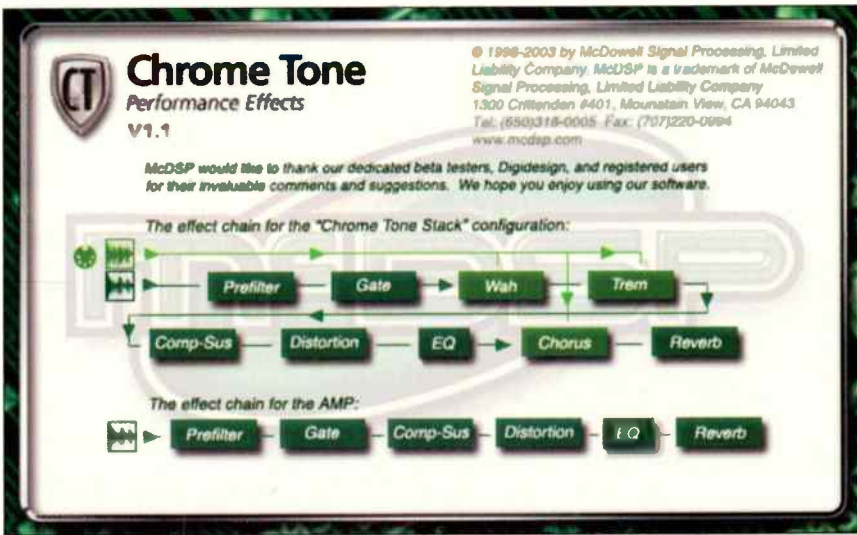 CT
Chrome Tone
Performance Effects
V1.1
© 1998-2003 by McDowell Signal Processing, Limited
Liability Company. McDSP is a trademark of McDowell
Signal Processing, Limited Liability Company
1300 Crittenden #401, Mounatain View, CA 94043
Tel: (650)318-0005 Fax: (707)220-0994
www.mcdsp.com
McDSP would like to thank our dedicated beta testers, Digidesign, and registered users
for their invaluable comments and suggestions. We hope you enjoy using our software.
The effect chain for the "Chrome Tone Stack" configuration:
Prefilter Gate Wah Trem
Comp-Sus Distortion EQ Chorus Reverb
The effect chain for the AMP:
Prefilter Gate Comp-Sus Distortion EQ Reverb
McDSP